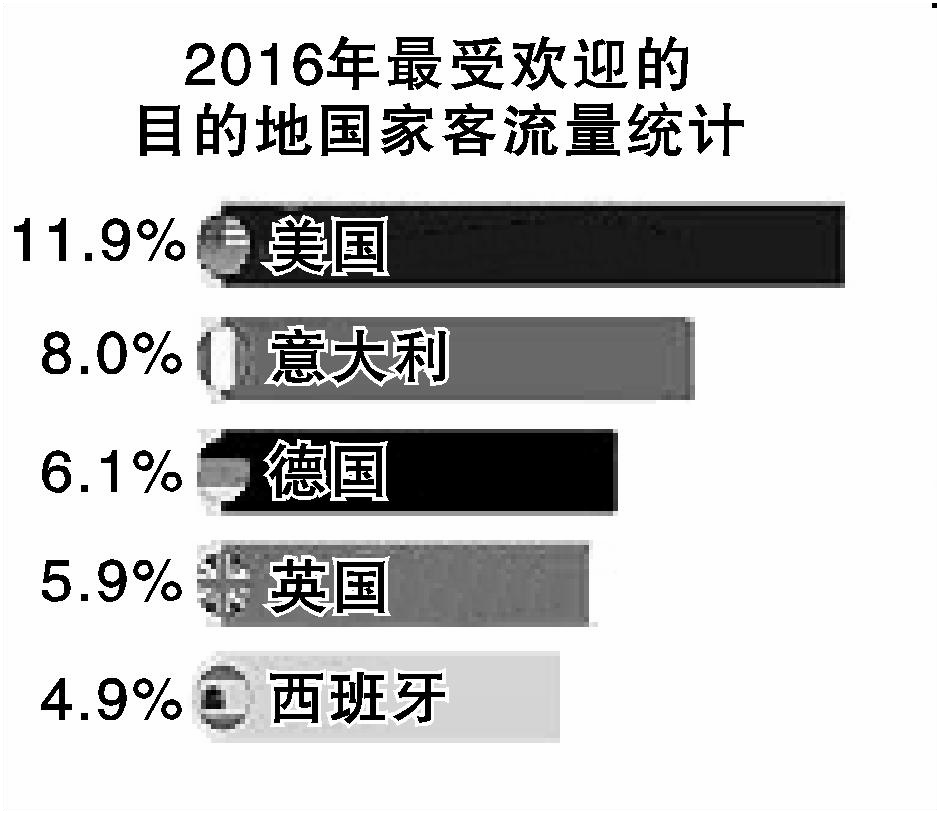 2016年最受欢迎的
目的地国家客流量统计
11.9% 美国
8.0% 意大利
6.1% 德国
5.9% 英国
4.9% 西班牙